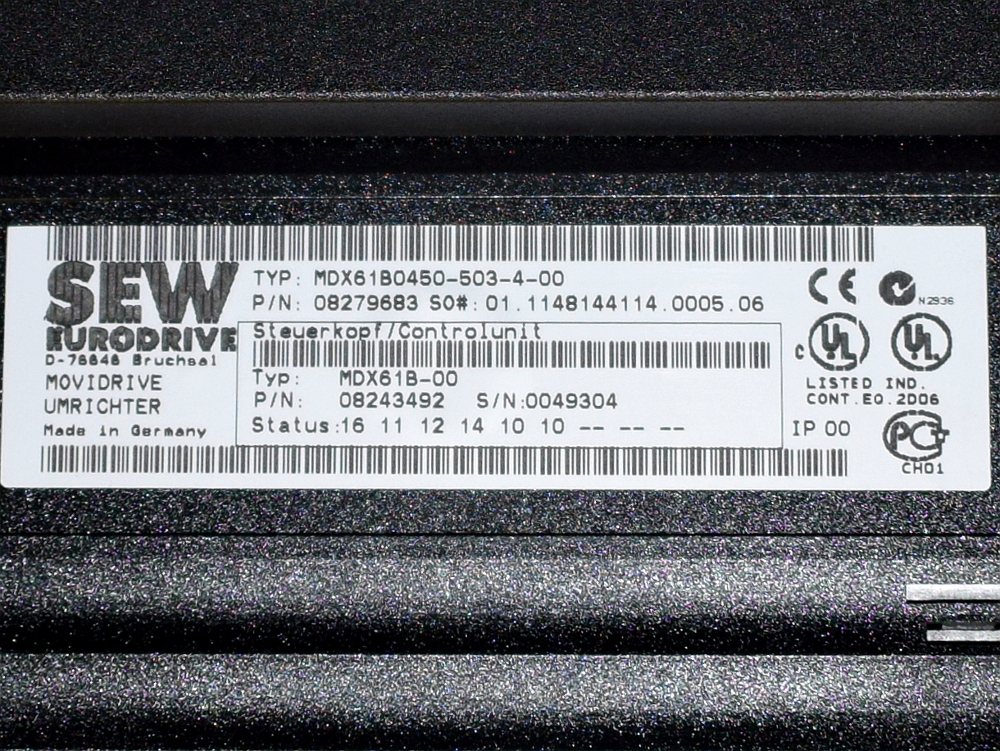 SEW
EURODRIVE
D-76646 Bruchsal
MOVIDRIVE
UMRICHTER
Made in Germany
TYP: MDX61B0450-503-4-00
P/N: 08279683 SO#: 01.1148144114.0005.06
Steuerkopf/Controlunit
Typ: MDX61B-00
P/N: 08243492 S/N:0049304
Status:16 11 12 14 10 10 -- -- --
CE N2936
c UL UL
LISTED IND.
CONT.EQ.2D06
IP 00
PCT
CH01